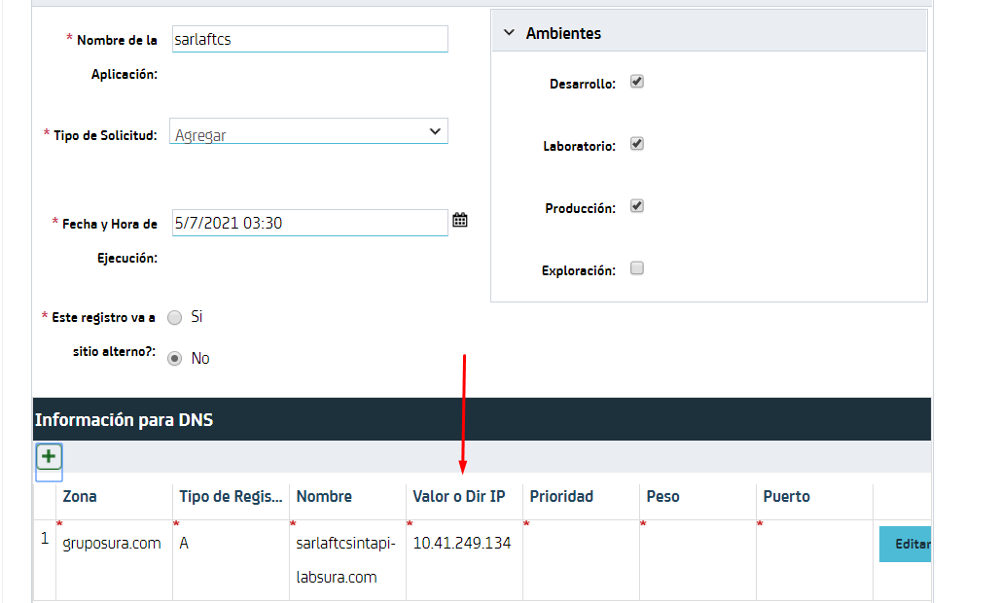 * Nombre de la Aplicación:
sarlaftcs
* Tipo de Solicitud:
Agregar
* Fecha y Hora de Ejecución:
5/7/2021 03:30
* Este registro va a sitio alterno?:
Si
No
Ambientes
Desarrollo:
Laboratorio:
Producción:
Exploración:
Información para DNS
+
Zona Tipo de Regis... Nombre Valor o Dir IP Prioridad Peso Puerto
* * * * * * *
1 gruposura.com A sarlaftcsintapi- 10.41.249.134 Editar
labsura.com